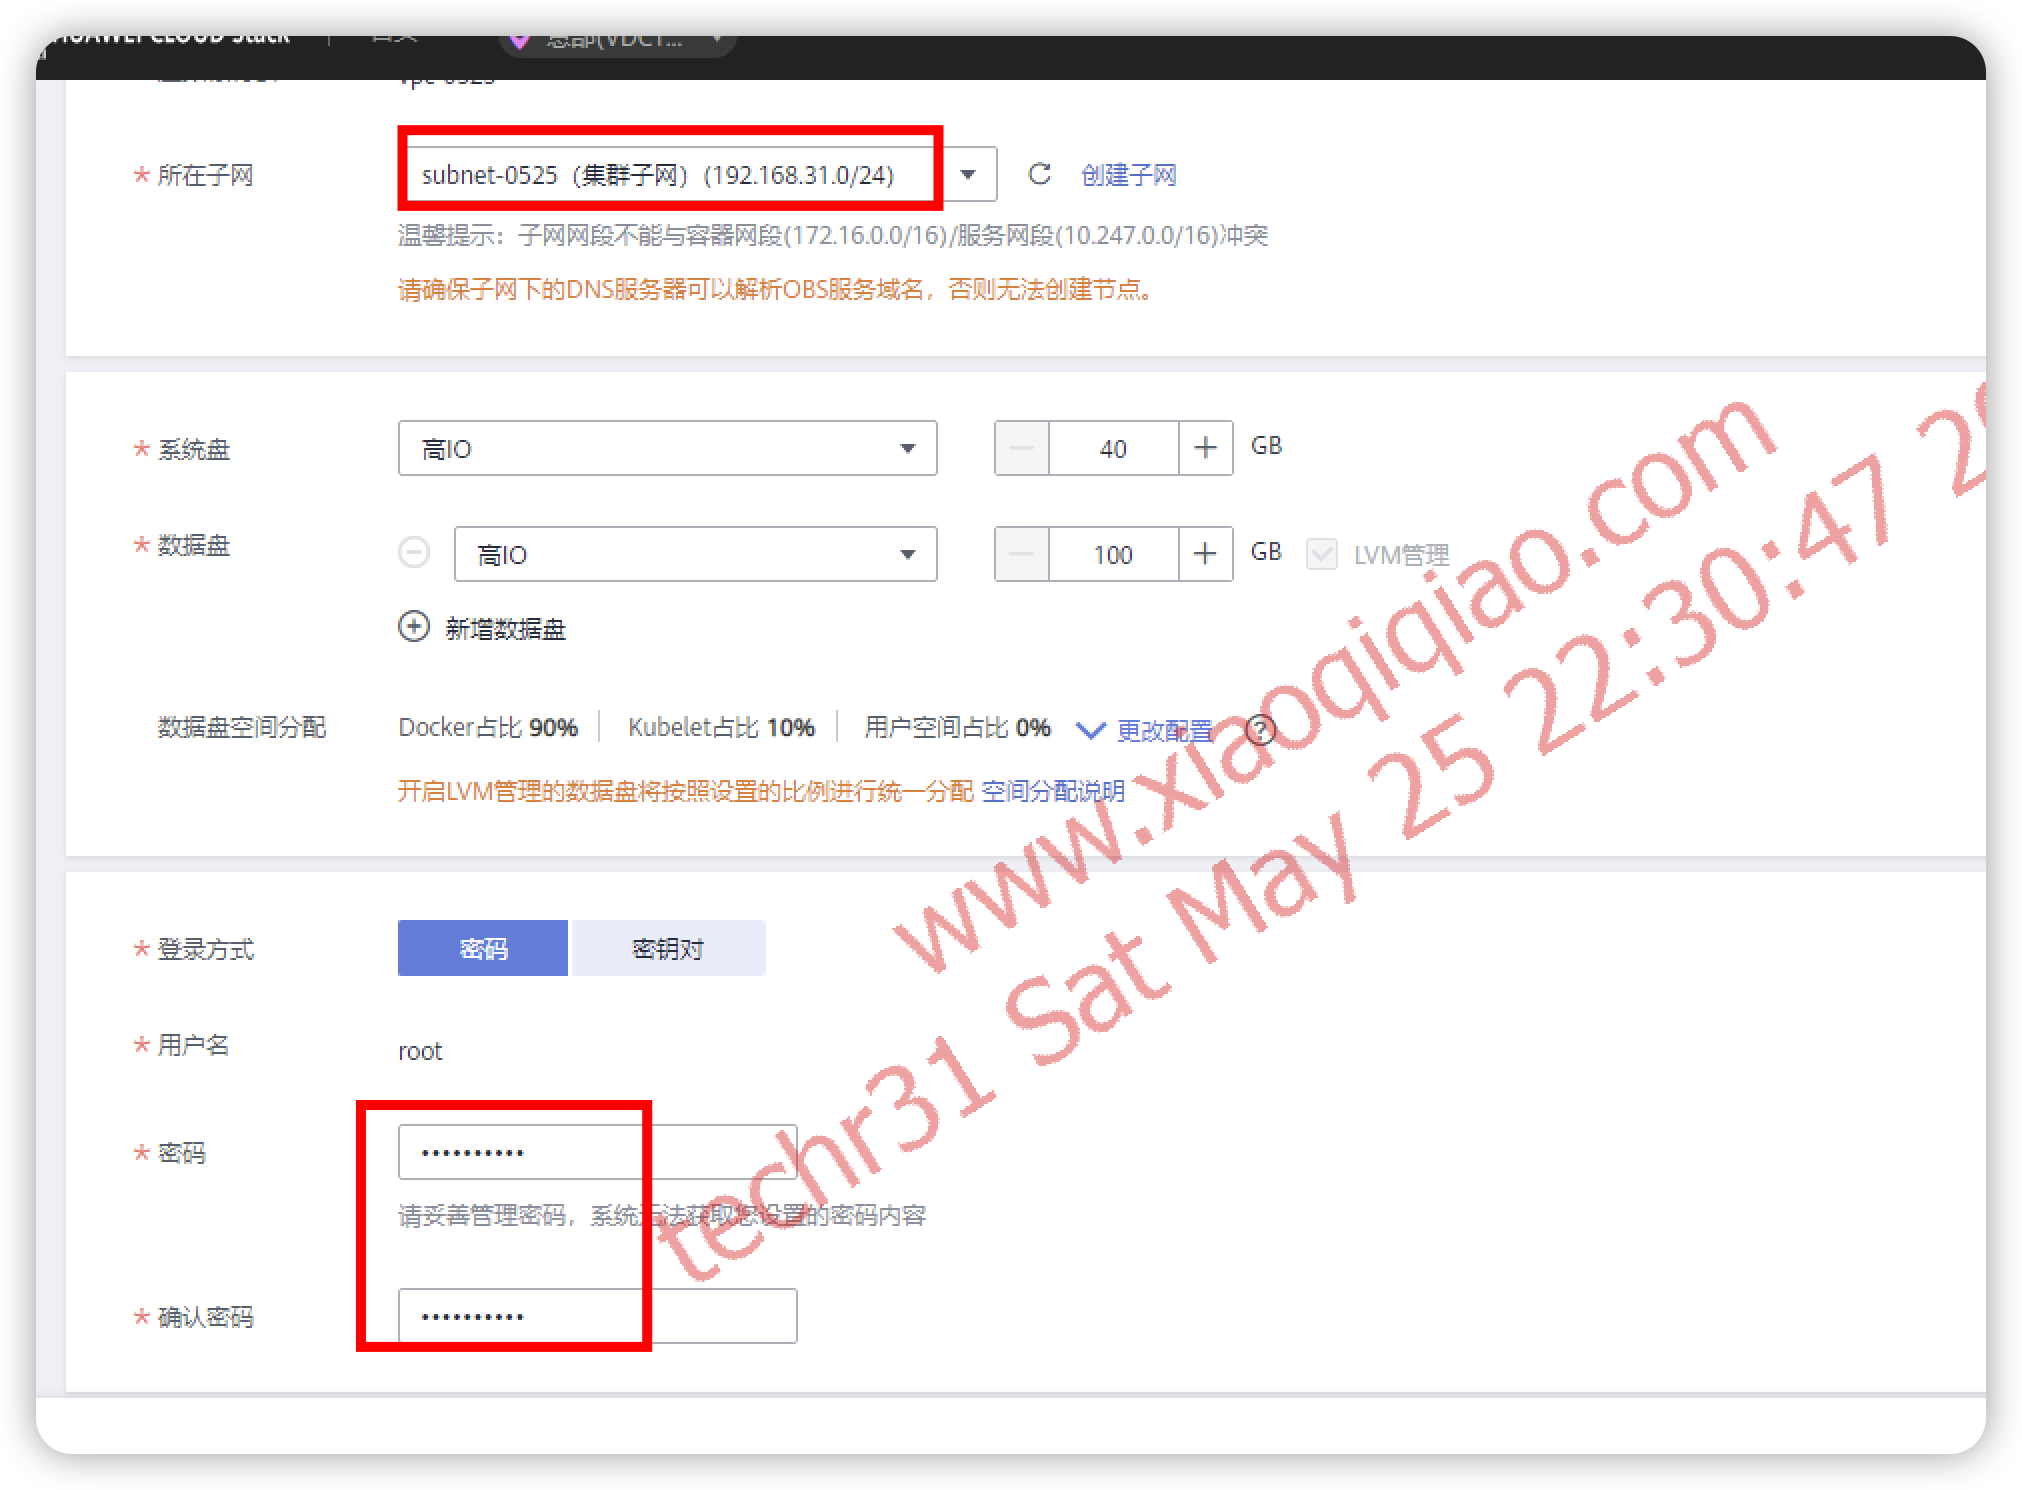 HUAWEI CLOUD Stack | 首页 总部(VDC1...
vpc-0525
* 所在子网 subnet-0525（集群子网）(192.168.31.0/24) 创建子网
温馨提示：子网网段不能与容器网段(172.16.0.0/16)/服务网段(10.247.0.0/16)冲突
请确保子网下的DNS服务器可以解析OBS服务域名，否则无法创建节点。
* 系统盘 高IO 40 GB
* 数据盘 高IO 100 GB LVM管理
新增数据盘
数据盘空间分配 Docker占比 90% Kubelet占比 10% 用户空间占比 0% 更改配置
开启LVM管理的数据盘将按照设置的比例进行统一分配 空间分配说明
* 登录方式 密码 密钥对
* 用户名 root
* 密码 ••••••••••
请妥善管理密码，系统无法获取您设置的密码内容
* 确认密码 ••••••••••
www.xiaoqiqiao.com
techr31 Sat May 25 22:30:47